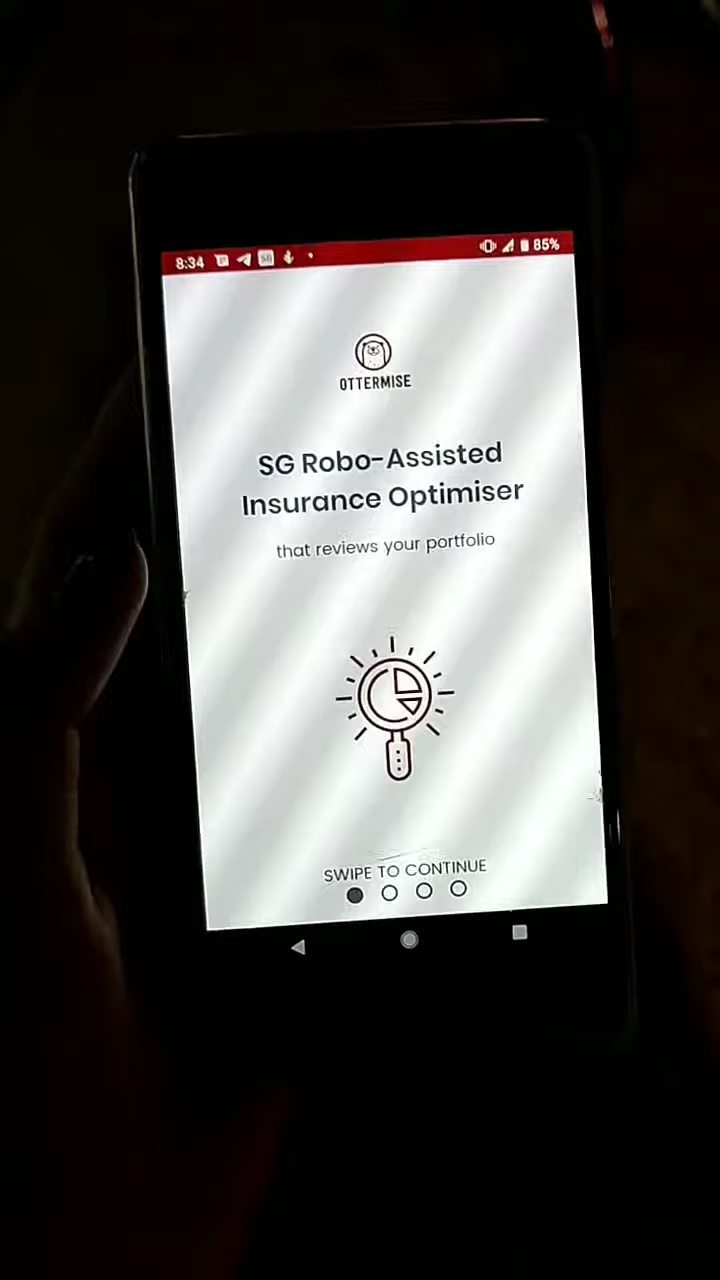 8:34
85%
OTTERMISE
SG Robo-Assisted
Insurance Optimiser
that reviews your portfolio
SWIPE TO CONTINUE